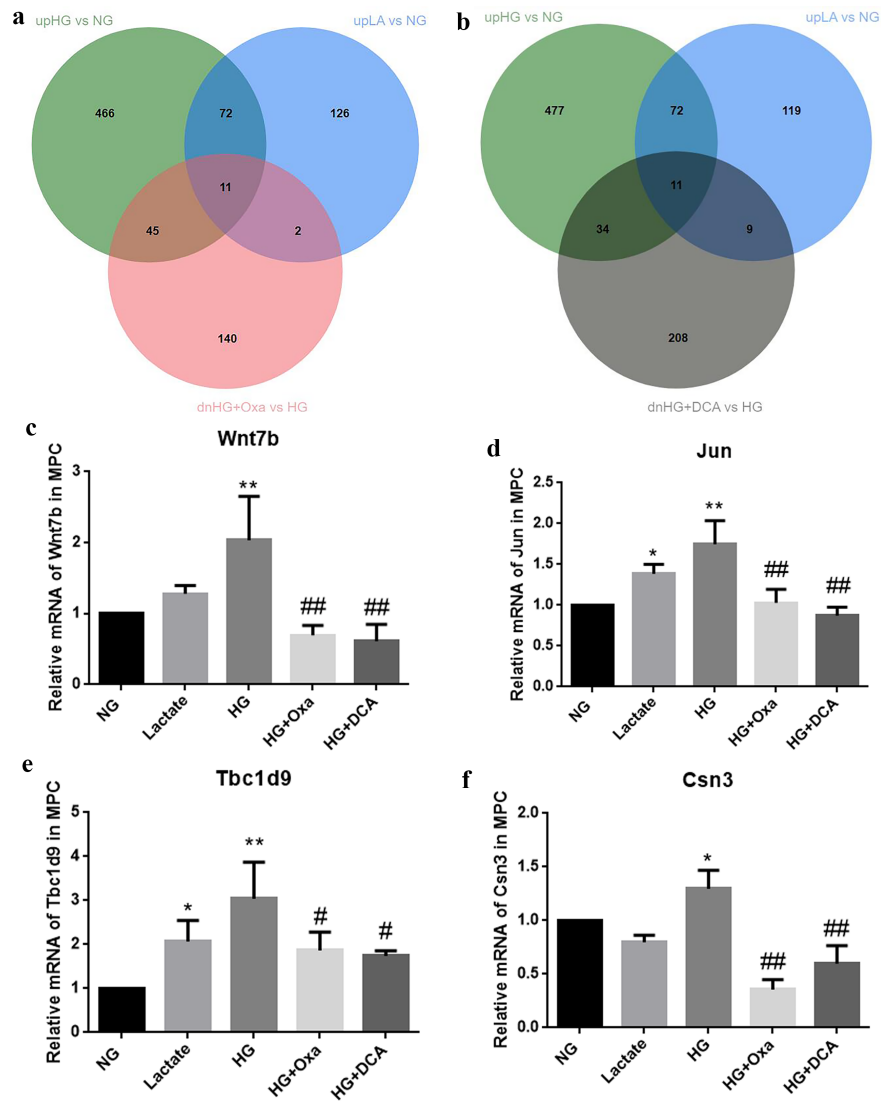 a
upHG vs NG
upLA vs NG
466
72
126
11
45
2
140
dnHG+Oxa vs HG
b
upHG vs NG
upLA vs NG
477
72
119
11
34
9
208
dnHG+DCA vs HG
c
Wnt7b
Relative mRNA of Wnt7b in MPC
3
2
1
0
**
##
##
NG
Lactate
HG
HG+Oxa
HG+DCA
d
Jun
Relative mRNA of Jun in MPC
2.5
2.0
1.5
1.0
0.5
0.0
*
**
##
##
NG
Lactate
HG
HG+Oxa
HG+DCA
e
Tbc1d9
Relative mRNA of Tbc1d9 in MPC
5
4
3
2
1
0
*
**
#
#
NG
Lactate
HG
HG+Oxa
HG+DCA
f
Csn3
Relative mRNA of Csn3 in MPC
2.0
1.5
1.0
0.5
0.0
*
##
##
NG
Lactate
HG
HG+Oxa
HG+DCA